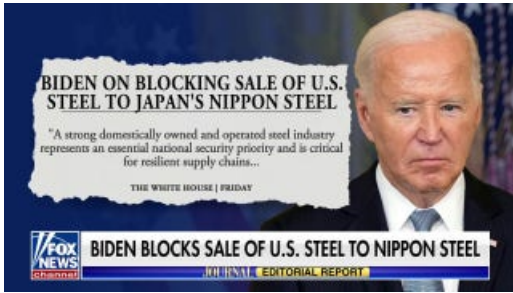 BIDEN ON BLOCKING SALE OF U.S.
STEEL TO JAPAN'S NIPPON STEEL
"A strong domestically owned and operated steel industry
represents an essential national security priority and is critical
for resilient supply chains...
THE WHITE HOUSE | FRIDAY
FOX
NEWS
channel
BIDEN BLOCKS SALE OF U.S. STEEL TO NIPPON STEEL
JOURNAL EDITORIAL REPORT